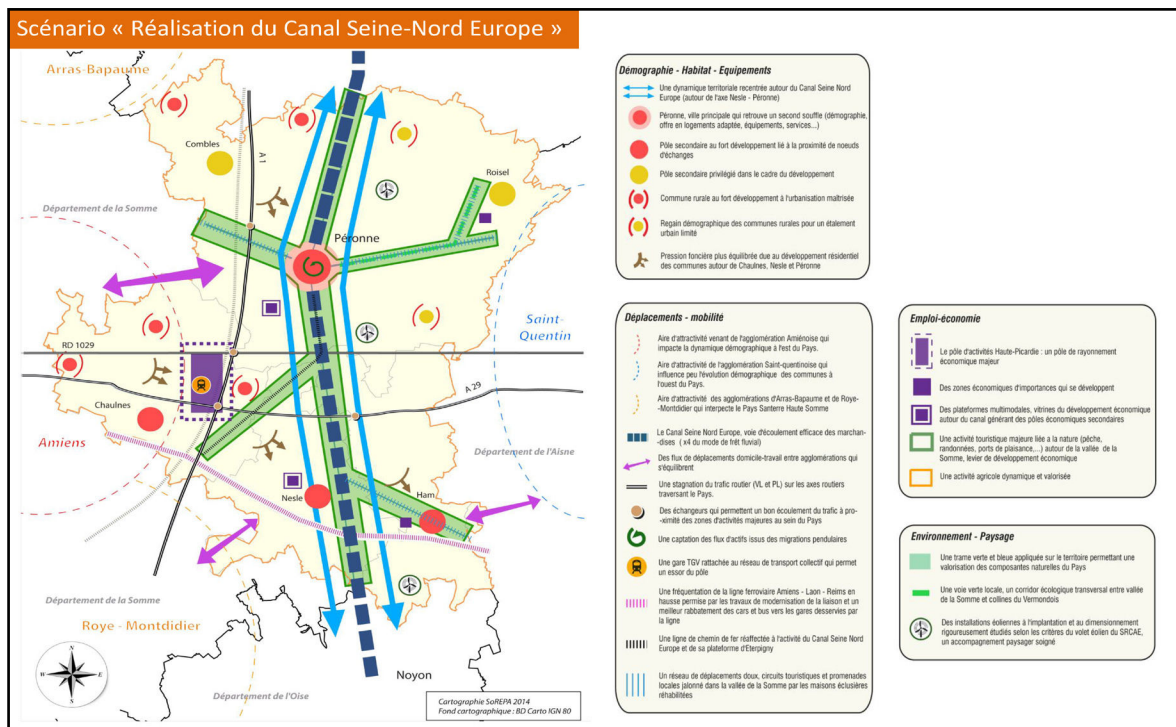 Scénario « Réalisation du Canal Seine-Nord Europe »
Arras-Bapaume
Combles
A 1
Roisel
Département de la Somme
Péronne
Saint-
Quentin
RD 1029
A 29
Chaulnes
Amiens
Département de l'Aisne
Nesle
Ham
Département de la Somme
Roye - Montdidier
Noyon
Département de l'Oise
N
W
E
S
Cartographie SoREPA 2014
Fond cartographique : BD Carto IGN 80
Démographie - Habitat - Equipements
Une dynamique territoriale recentrée autour du Canal Seine Nord
Europe (autour de l'axe Nesle - Péronne)
Péronne, ville principale qui retrouve un second souffle (démographie,
offre en logements adaptée, équipements, services...)
Pôle secondaire au fort développement lié à la proximité de noeuds
d'échanges
Pôle secondaire privilégié dans le cadre du développement
Commune rurale au fort développement à l'urbanisation maîtrisée
Regain démographique des communes rurales pour un étalement
urbain limité
Pression foncière plus équilibrée due au développement résidentiel
des communes autour de Chaulnes, Nesle et Péronne
Déplacements - mobilité
Aire d'attractivité venant de l'agglomération Amiénoise qui
impacte la dynamique démographique à l'est du Pays.
Aire d'attractivité de l'agglomération Saint-quentinoise qui
influence peu l'évolution démographique des communes à
l'ouest du Pays.
Aire d'attractivité des agglomérations d'Arras-Bapaume et de Roye-
Montdidier qui interpecte le Pays Santerre Haute Somme
Le Canal Seine Nord Europe, voie d'écoulement efficace des marchan-
dises ( x4 du mode de frêt fluvial)
Des flux de déplacements domicile-travail entre agglomérations qui
s'équilibrent
Une stagnation du trafic routier (VL et PL) sur les axes routiers
traversant le Pays.
Des échangeurs qui permettent un bon écoulement du trafic à pro-
ximité des zones d'activités majeures au sein du Pays
Une captation des flux d'actifs issus des migrations pendulaires
Une gare TGV rattachée au réseau de transport collectif qui permet
un essor du pôle
Une fréquentation de la ligne ferroviaire Amiens - Laon - Reims en
hausse permise par les travaux de modernisation de la liaison et un
meilleur rabbatement des cars et bus vers les gares desservies par
la ligne
Une ligne de chemin de fer réaffectée à l'activité du Canal Seine Nord
Europe et de sa plateforme d'Eterpigny
Un réseau de déplacements doux, circuits touristiques et promenades
locales jalonné dans la vallée de la Somme par les maisons éclusières
réhabilitées
Emploi-économie
Le pôle d'activités Haute-Picardie : un pôle de rayonnement
économique majeur
Des zones économiques d'importances qui se développent
Des plateformes multimodales, vitrines du développement économique
autour du canal générant des pôles économiques secondaires
Une activité touristique majeure liée à la nature (pêche,
randonnées, ports de plaisance,...) autour de la vallée de la
Somme, levier de développement économique
Une activité agricole dynamique et valorisée
Environnement - Paysage
Une trame verte et bleue appliquée sur le territoire permettant une
valorisation des composantes naturelles du Pays
Une voie verte locale, un corridor écologique transversal entre vallée
de la Somme et collines du Vermondois
Des installations éoliennes à l'implantation et au dimensionnement
rigoureusement étudiés selon les critères du volet éolien du SRCAE,
un accompagnement paysager soigné